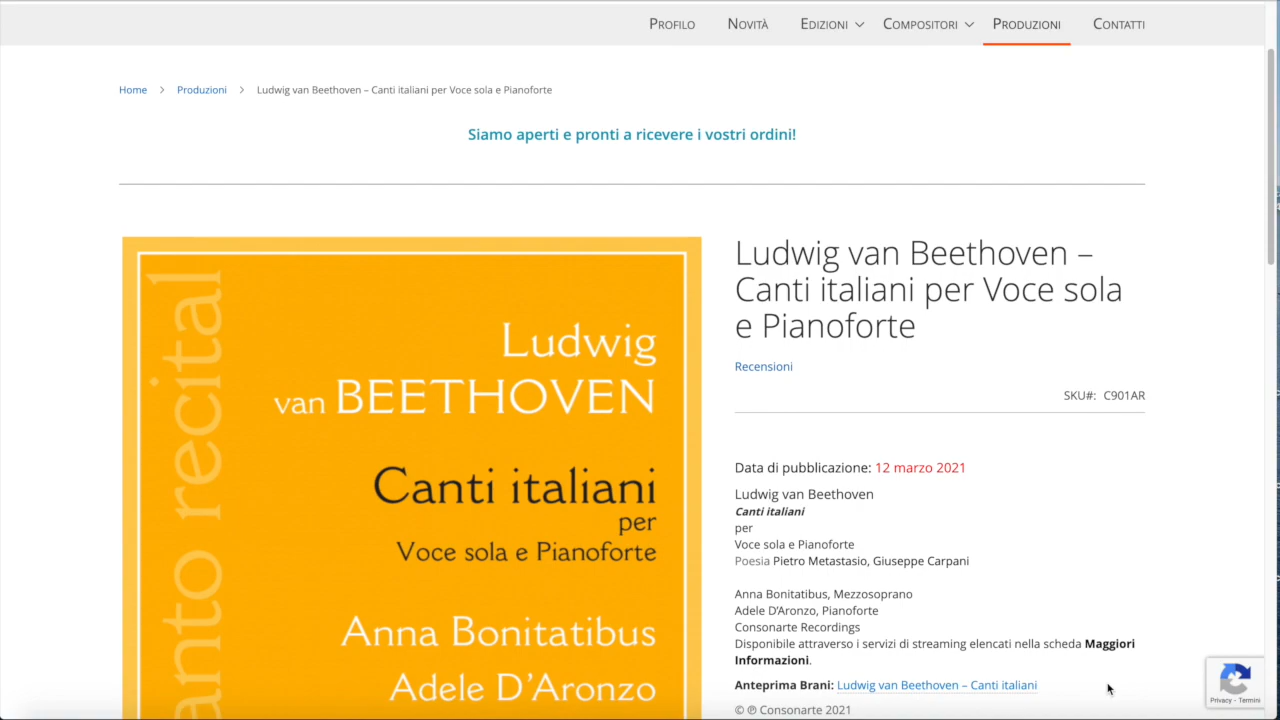 Profilo Novità Edizioni Compositori Produzioni Contatti
Home Produzioni Ludwig van Beethoven – Canti italiani per Voce sola e Pianoforte
Siamo aperti e pronti a ricevere i vostri ordini!
canto recital
Ludwig
van BEETHOVEN
Canti italiani
per
Voce sola e Pianoforte
Anna Bonitatibus
Adele D'Aronzo
Ludwig van Beethoven –
Canti italiani per Voce sola
e Pianoforte
Recensioni
SKU#: C901AR
Data di pubblicazione: 12 marzo 2021
Ludwig van Beethoven
Canti italiani
per
Voce sola e Pianoforte
Poesia Pietro Metastasio, Giuseppe Carpani
Anna Bonitatibus, Mezzosoprano
Adele D'Aronzo, Pianoforte
Consonarte Recordings
Disponibile attraverso i servizi di streaming elencati nella scheda Maggiori
Informazioni.
Anteprima Brani: Ludwig van Beethoven – Canti italiani
© ℗ Consonarte 2021
Privacy - Termini